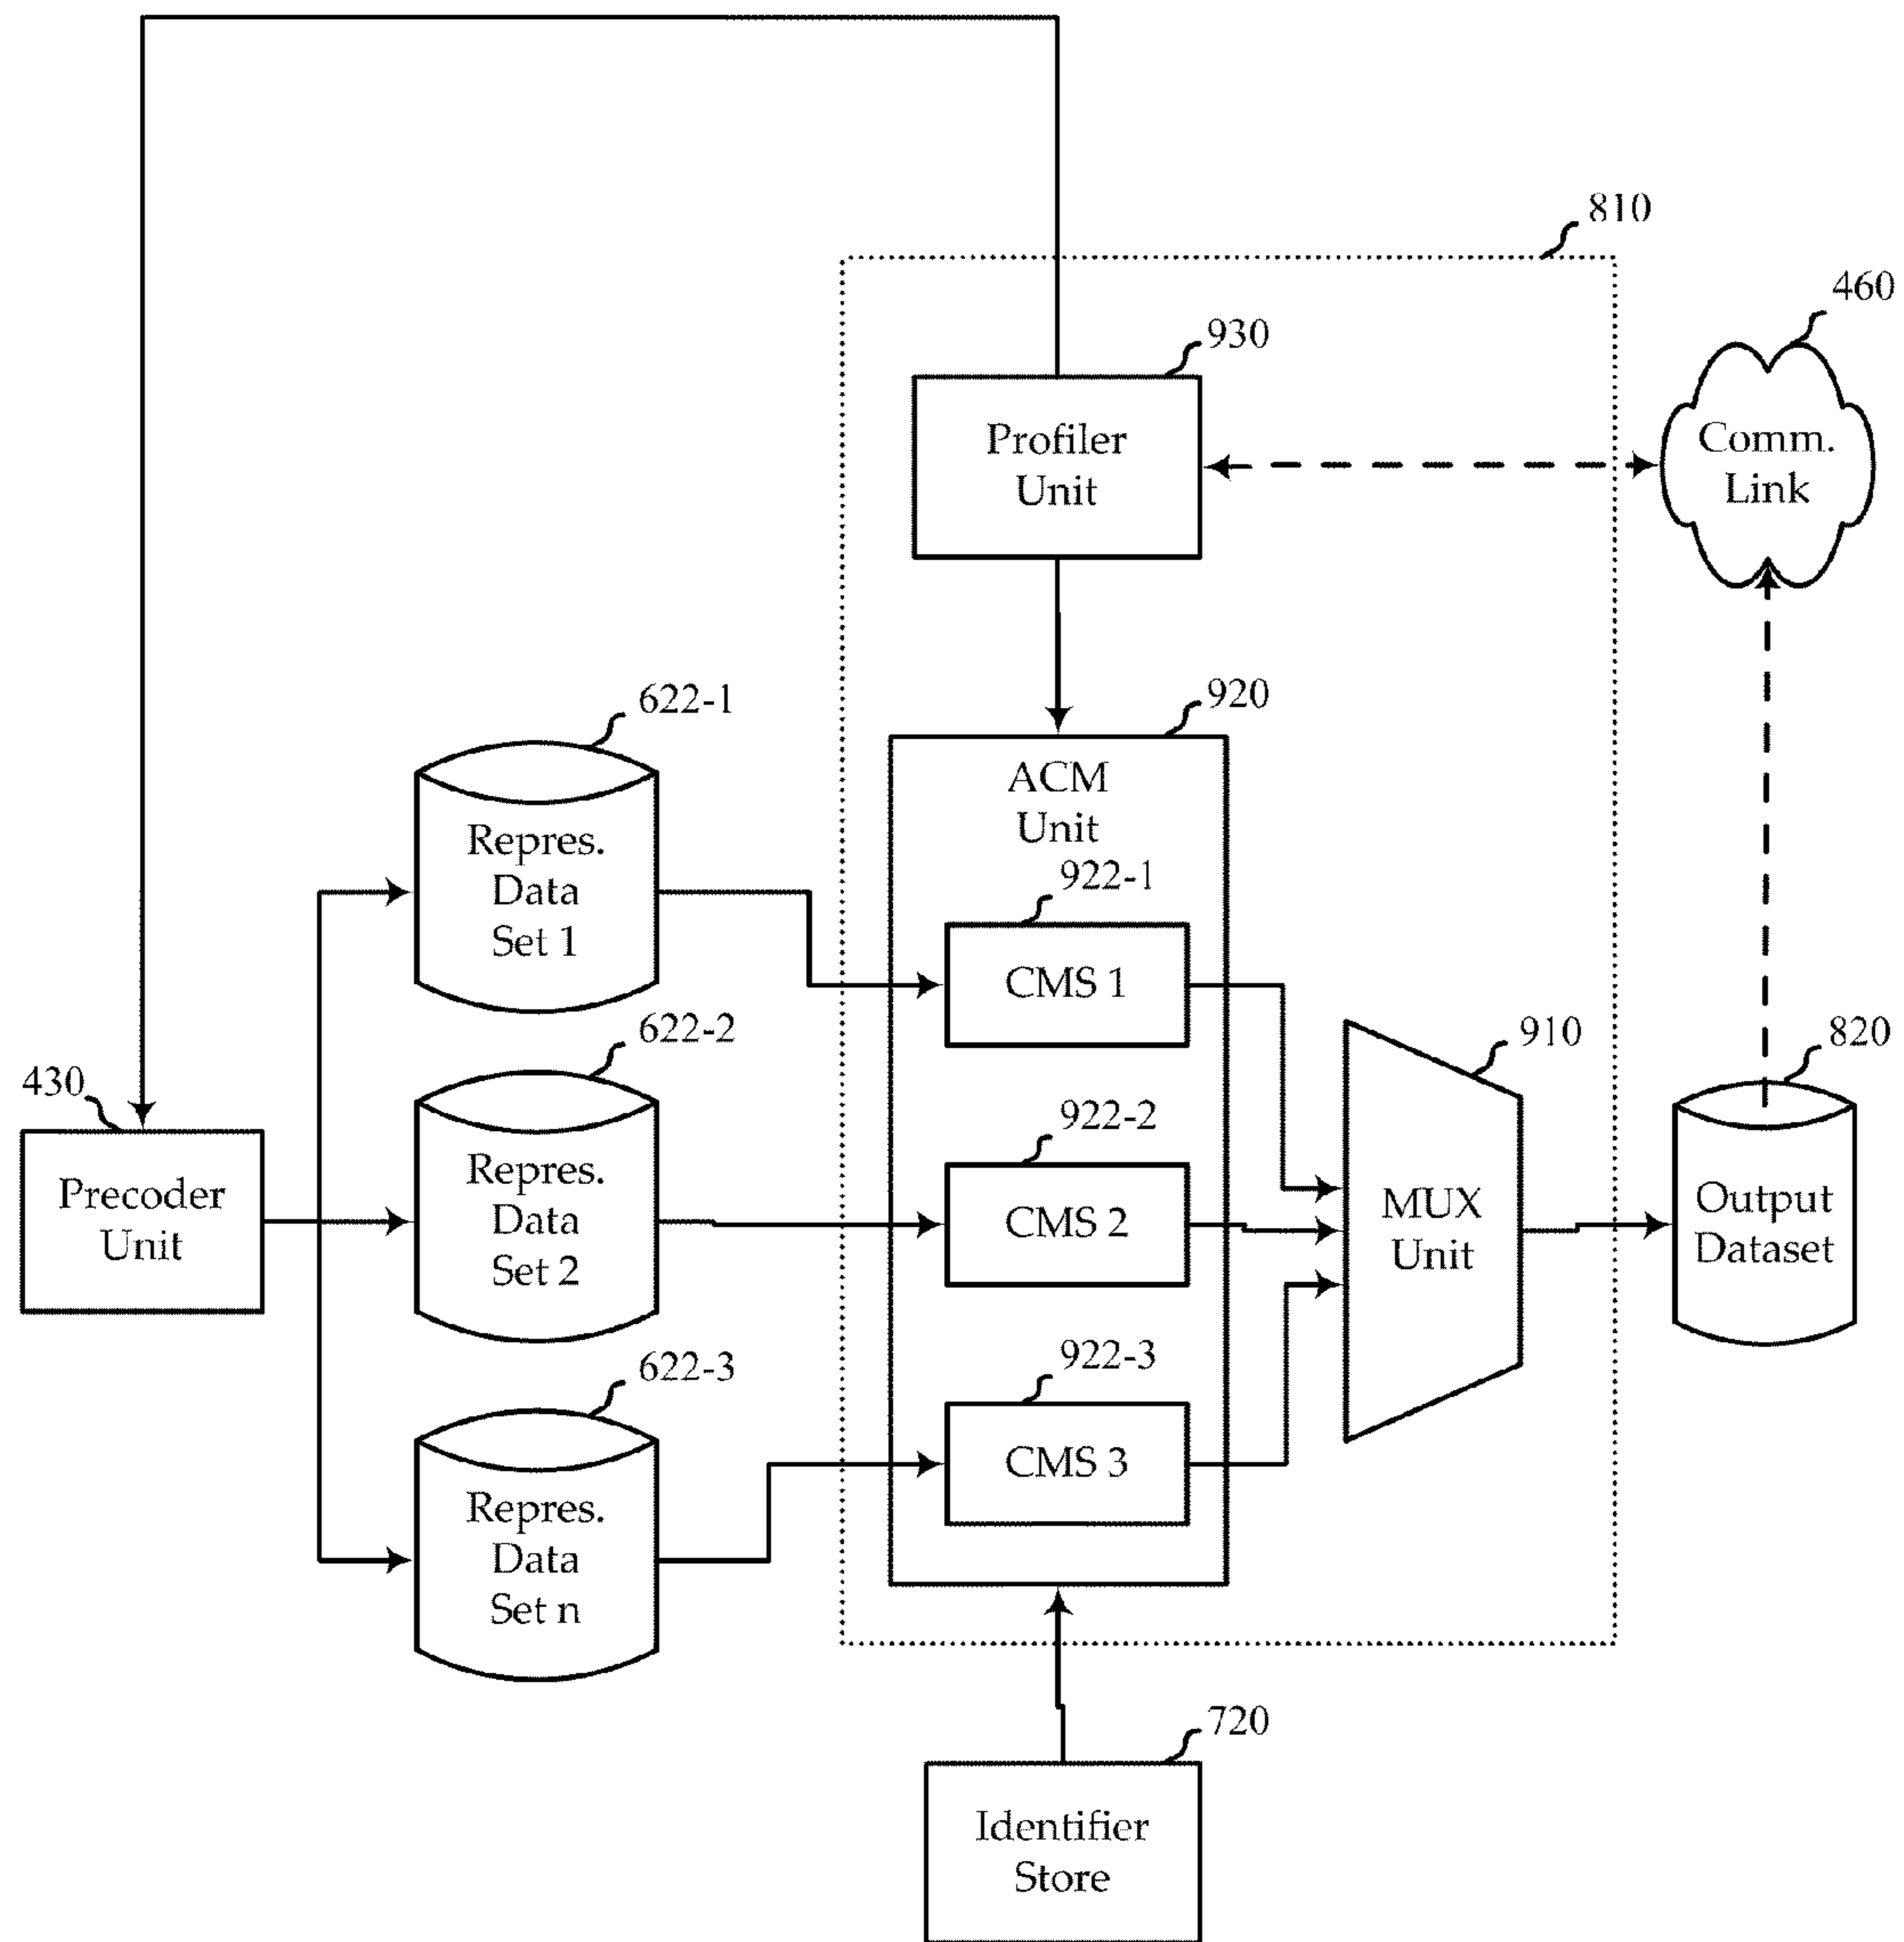 810
460
930
Profiler
Unit
Comm.
Link
622-1
920
Repres.
Data
Set 1
ACM
Unit
922-1
CMS 1
622-2
910
820
430
Precoder
Unit
Repres.
Data
Set 2
922-2
CMS 2
MUX
Unit
Output
Dataset
622-3
922-3
CMS 3
Repres.
Data
Set n
720
Identifier
Store